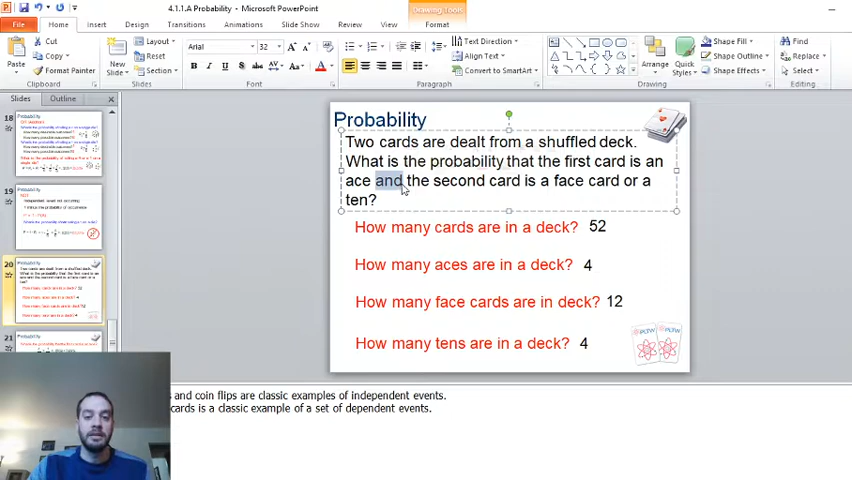 4.1.1.A Probability - Microsoft PowerPoint
Drawing Tools
File Home Insert Design Transitions Animations Slide Show Review View Format
Paste
Cut
Copy
Format Painter
Clipboard
New Slide
Layout
Reset
Section
Slides
Arial 32
Font
Paragraph
Text Direction
Align Text
Convert to SmartArt
Arrange
Quick Styles
Shape Fill
Shape Outline
Shape Effects
Drawing
Find
Replace
Select
Editing
Slides Outline
18
19
20
21
Probability
Two cards are dealt from a shuffled deck.
What is the probability that the first card is an
ace and the second card is a face card or a
ten?
How many cards are in a deck? 52
How many aces are in a deck? 4
How many face cards are in deck? 12
How many tens are in a deck? 4
s and coin flips are classic examples of independent events.
cards is a classic example of a set of dependent events.